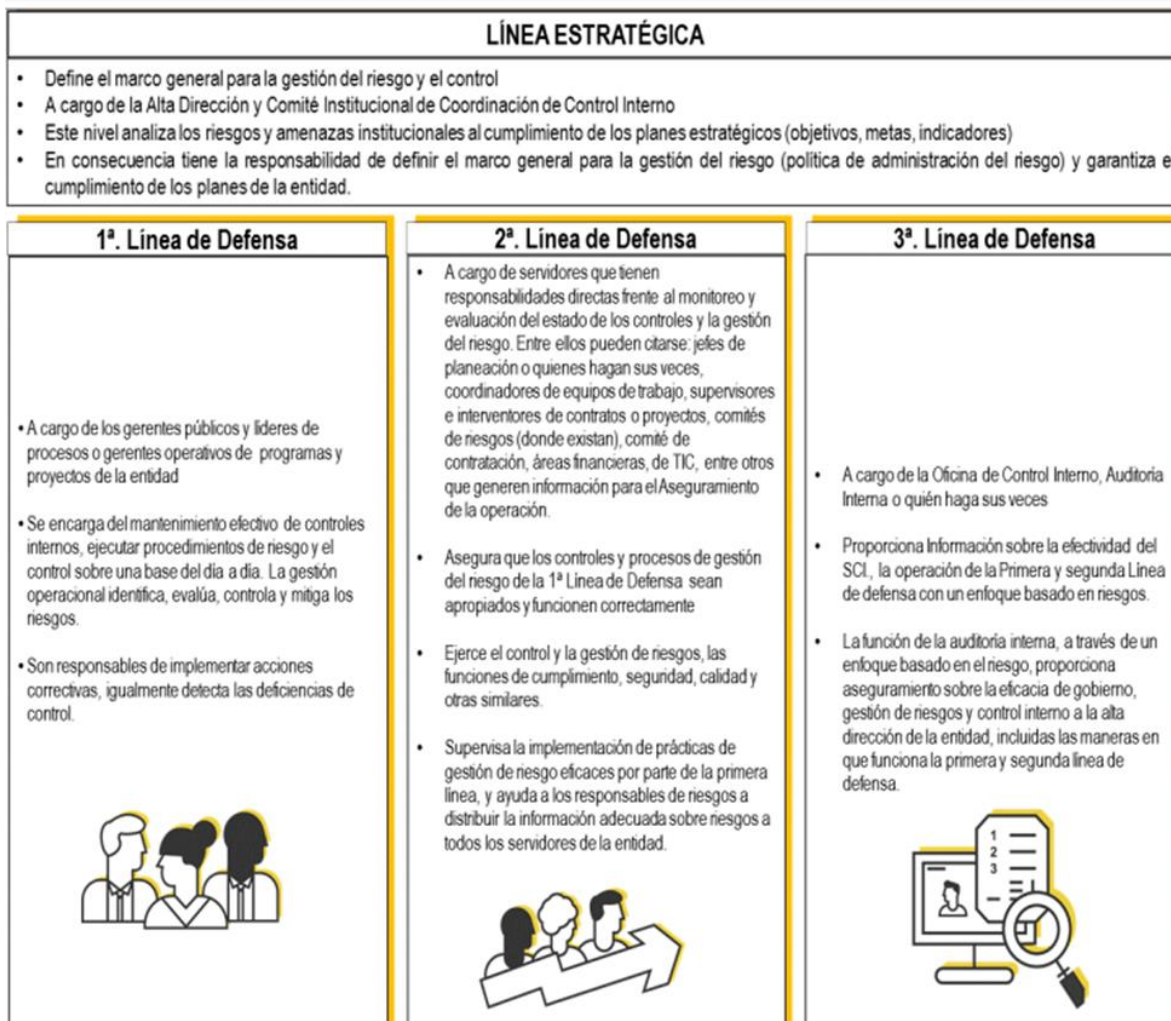 LÍNEA ESTRATÉGICA
• Define el marco general para la gestión del riesgo y el control
• A cargo de la Alta Dirección y Comité Institucional de Coordinación de Control Interno
• Este nivel analiza los riesgos y amenazas institucionales al cumplimiento de los planes estratégicos (objetivos, metas, indicadores)
• En consecuencia tiene la responsabilidad de definir el marco general para la gestión del riesgo (política de administración del riesgo) y garantiza e
cumplimiento de los planes de la entidad.
1ª. Línea de Defensa
• A cargo de los gerentes públicos y líderes de
procesos o gerentes operativos de programas y
proyectos de la entidad
• Se encarga del mantenimiento efectivo de controles
internos, ejecutar procedimientos de riesgo y el
control sobre una base del día a día. La gestión
operacional identifica, evalúa, controla y mitiga los
riesgos.
• Son responsables de implementar acciones
correctivas, igualmente detecta las deficiencias de
control.
2ª. Línea de Defensa
• A cargo de servidores que tienen
responsabilidades directas frente al monitoreo y
evaluación del estado de los controles y la gestión
del riesgo. Entre ellos pueden citarse: jefes de
planeación o quienes hagan sus veces,
coordinadores de equipos de trabajo, supervisores
e interventores de contratos o proyectos, comités
de riesgos (donde existan), comité de
contratación, áreas financieras, de TIC, entre otros
que generen información para el Aseguramiento
de la operación.
• Asegura que los controles y procesos de gestión
del riesgo de la 1ª Línea de Defensa sean
apropiados y funcionen correctamente
• Ejerce el control y la gestión de riesgos, las
funciones de cumplimiento, seguridad, calidad y
otras similares.
• Supervisa la implementación de prácticas de
gestión de riesgo eficaces por parte de la primera
línea, y ayuda a los responsables de riesgos a
distribuir la información adecuada sobre riesgos a
todos los servidores de la entidad.
3ª. Línea de Defensa
• A cargo de la Oficina de Control Interno, Auditoría
Interna o quién haga sus veces
• Proporciona Información sobre la efectividad del
SCI., la operación de la Primera y segunda Línea
de defensa con un enfoque basado en riesgos.
• La función de la auditoría interna, a través de un
enfoque basado en el riesgo, proporciona
aseguramiento sobre la eficacia de gobierno,
gestión de riesgos y control interno a la alta
dirección de la entidad, incluidas las maneras en
que funciona la primera y segunda línea de
defensa.
1
2
3